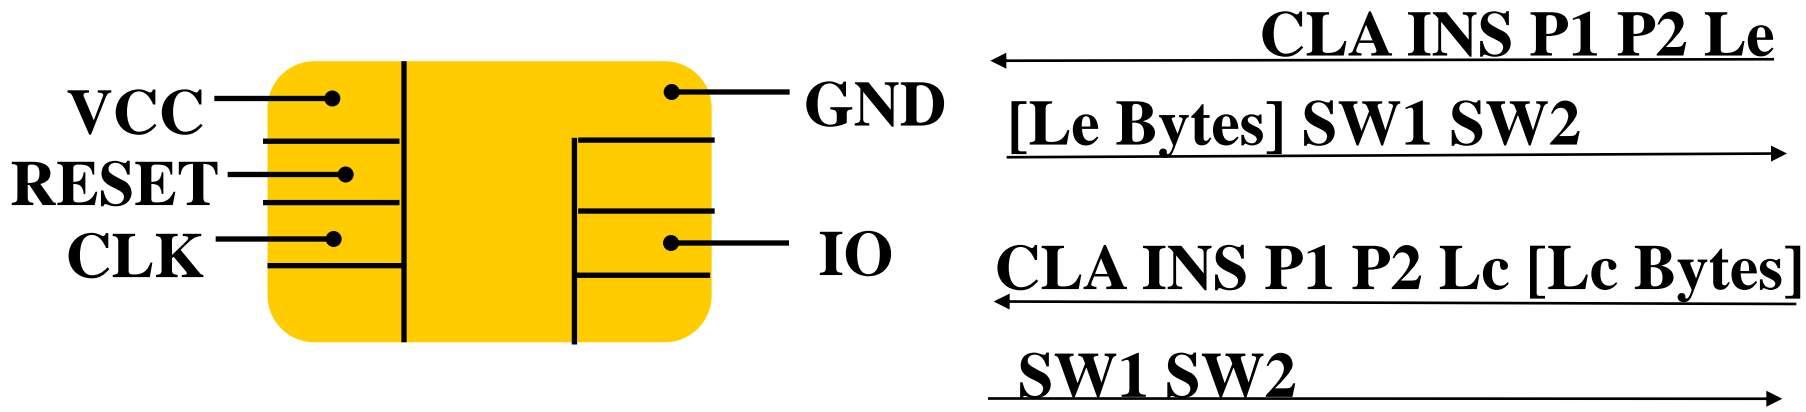 VCC
RESET
CLK
GND
IO
CLA INS P1 P2 Le
[Le Bytes] SW1 SW2
CLA INS P1 P2 Lc [Lc Bytes]
SW1 SW2